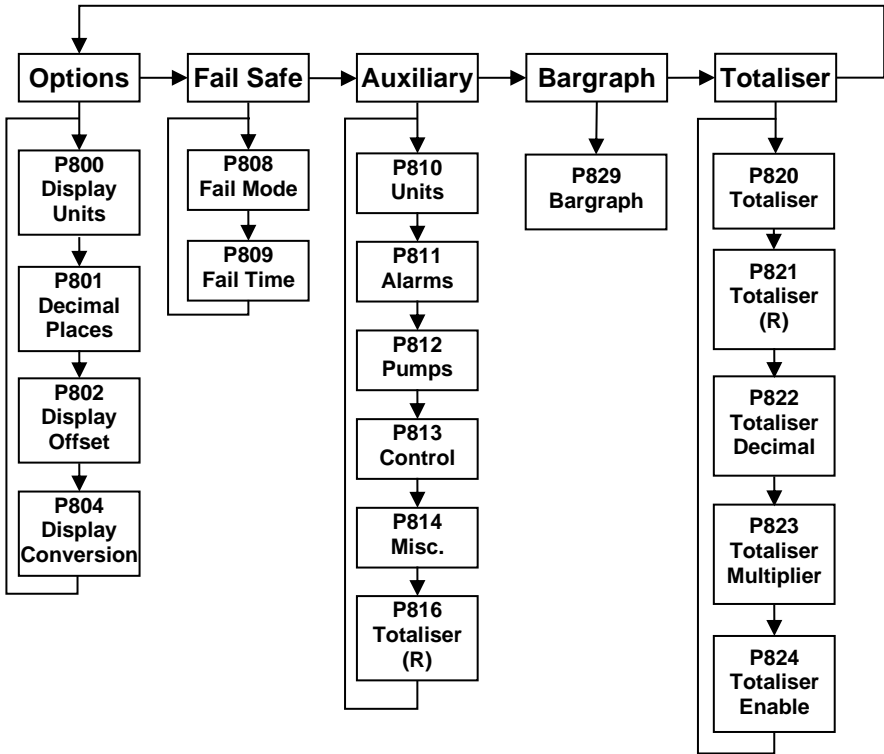 Options
Fail Safe
Auxiliary
Bargraph
Totaliser
P800
Display
Units
P801
Decimal
Places
P802
Display
Offset
P804
Display
Conversion
P808
Fail Mode
P809
Fail Time
P810
Units
P811
Alarms
P812
Pumps
P813
Control
P814
Misc.
P816
Totaliser
(R)
P829
Bargraph
P820
Totaliser
P821
Totaliser
(R)
P822
Totaliser
Decimal
P823
Totaliser
Multiplier
P824
Totaliser
Enable